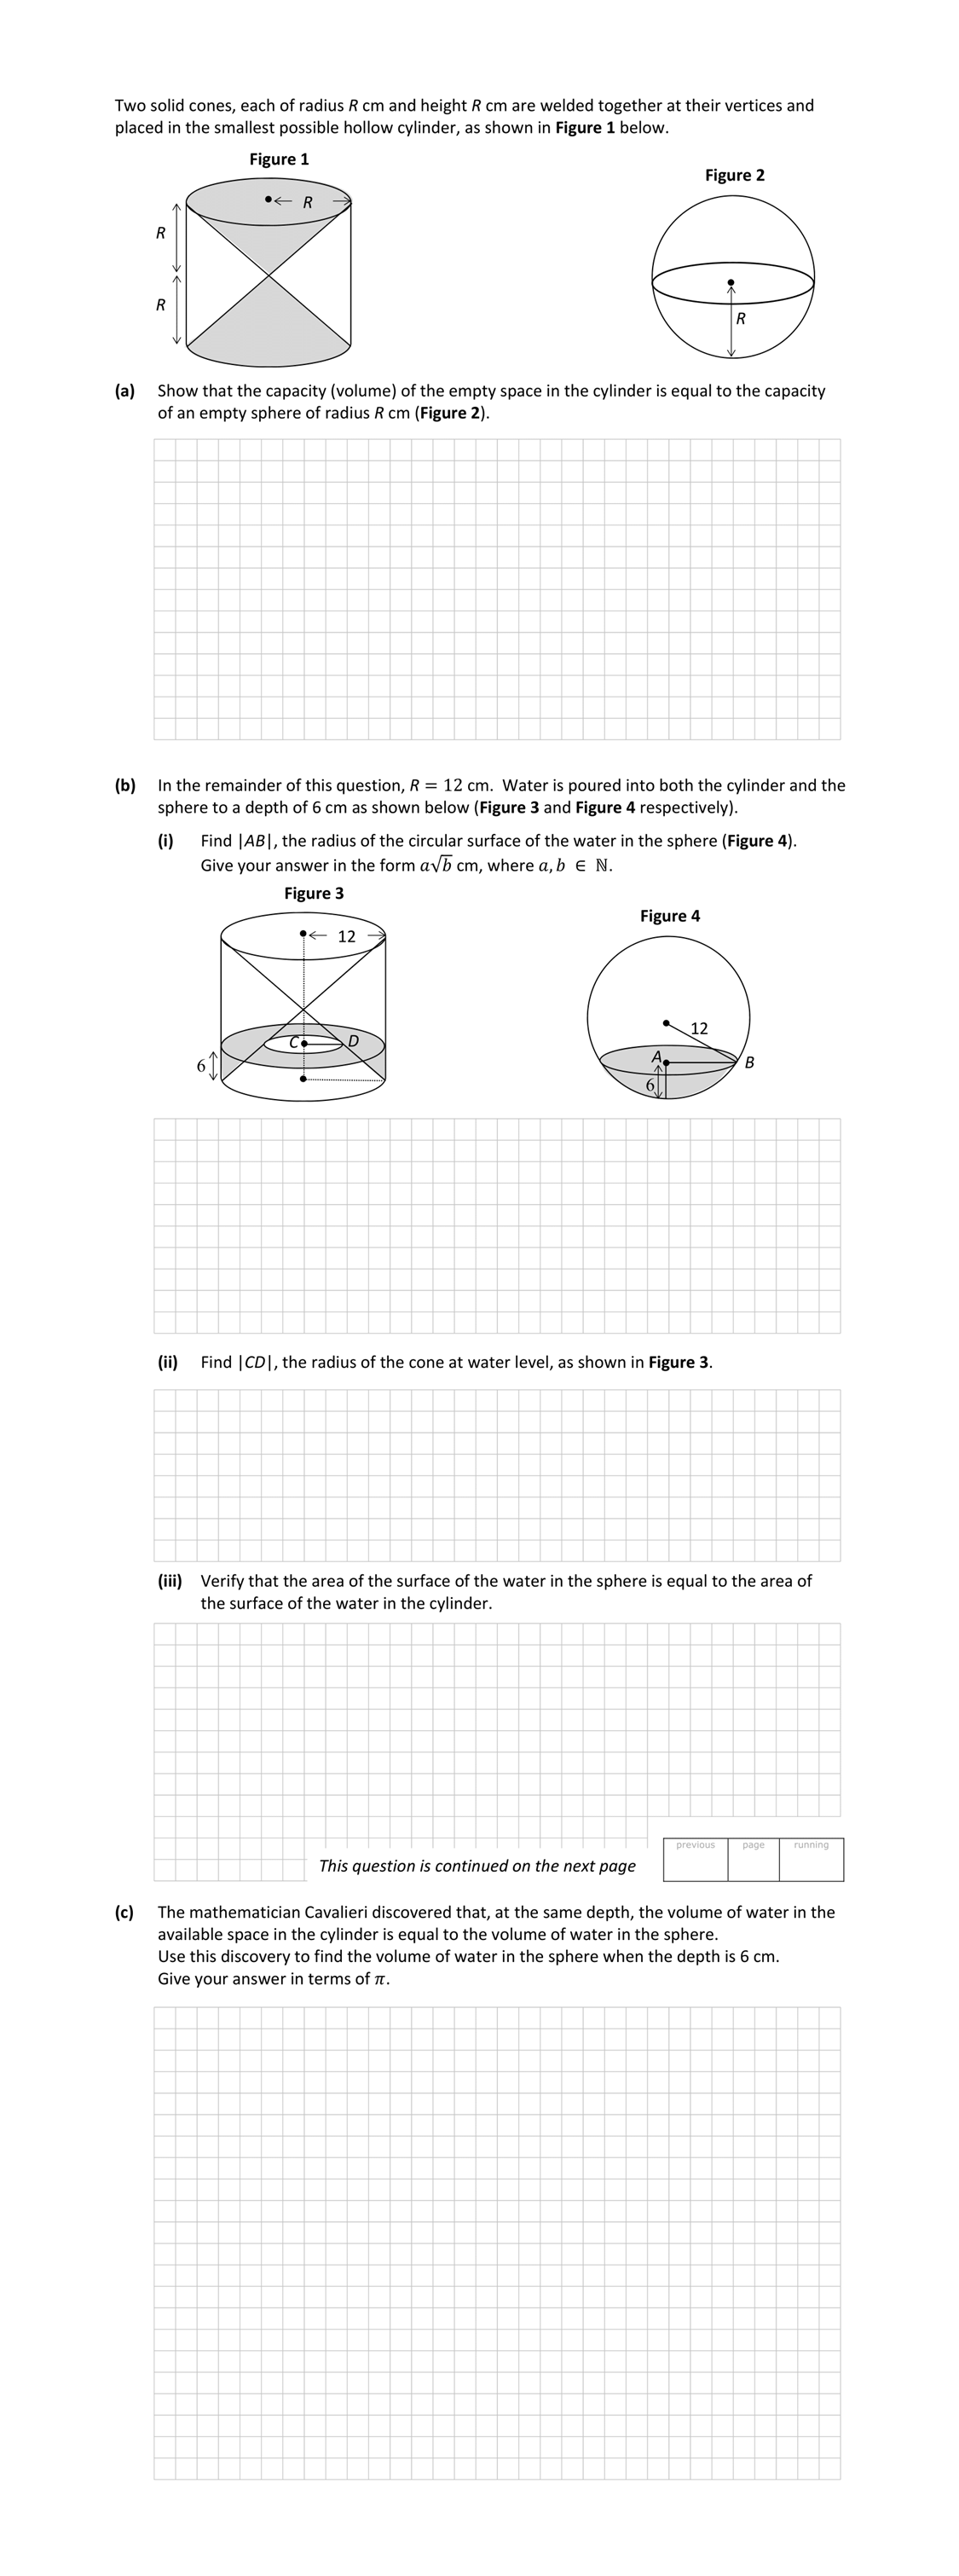 Two solid cones, each of radius R cm and height R cm are welded together at their vertices and
placed in the smallest possible hollow cylinder, as shown in Figure 1 below.
Figure 1
Figure 2
R
R
R
R
(a) Show that the capacity (volume) of the empty space in the cylinder is equal to the capacity
of an empty sphere of radius R cm (Figure 2).
(b) In the remainder of this question, R = 12 cm. Water is poured into both the cylinder and the
sphere to a depth of 6 cm as shown below (Figure 3 and Figure 4 respectively).
(i) Find |AB|, the radius of the circular surface of the water in the sphere (Figure 4).
Give your answer in the form a√b cm, where a, b ∈ ℕ.
Figure 3
Figure 4
12
12
C D
A
B
6
6
(ii) Find |CD|, the radius of the cone at water level, as shown in Figure 3.
(iii) Verify that the area of the surface of the water in the sphere is equal to the area of
the surface of the water in the cylinder.
previous page running
This question is continued on the next page
(c) The mathematician Cavalieri discovered that, at the same depth, the volume of water in the
available space in the cylinder is equal to the volume of water in the sphere.
Use this discovery to find the volume of water in the sphere when the depth is 6 cm.
Give your answer in terms of π.